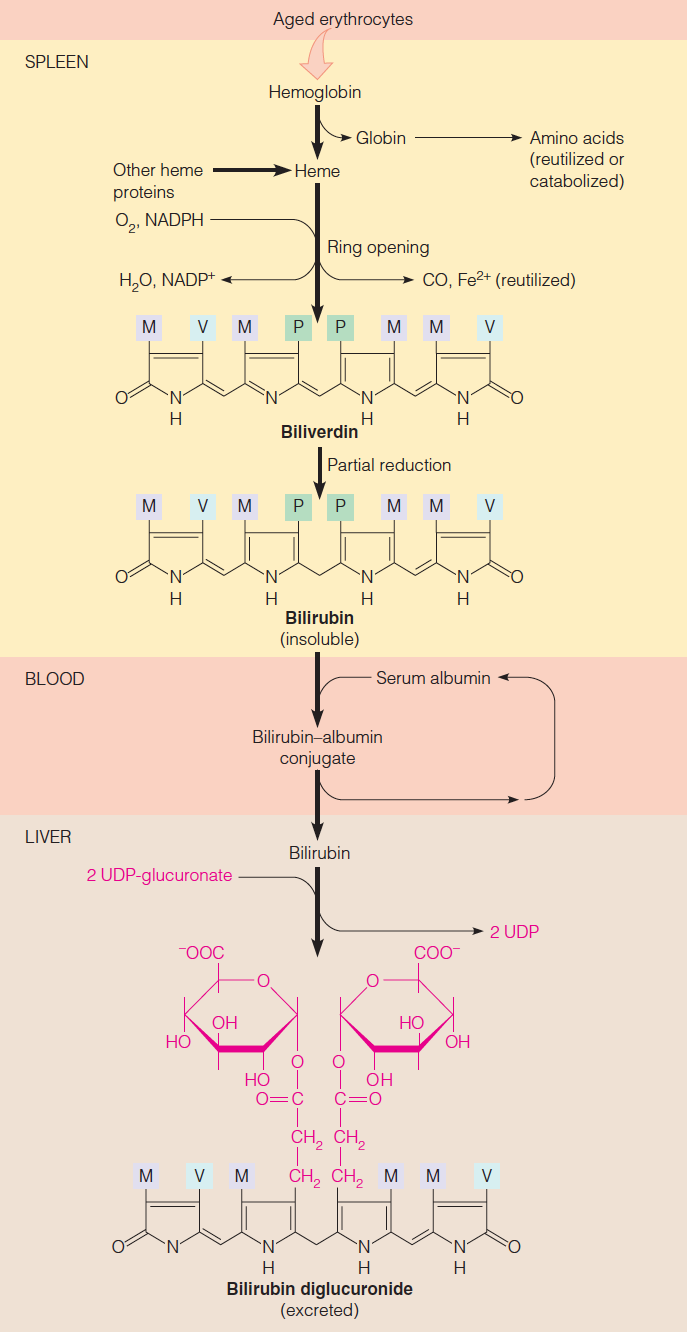 Aged erythrocytes
SPLEEN
Hemoglobin
Globin
Amino acids
(reutilized or
catabolized)
Other heme
proteins
Heme
O₂, NADPH
Ring opening
H₂O, NADP⁺
CO, Fe²⁺ (reutilized)
M V M P P M M V
O N N N N O
H H H
Biliverdin
Partial reduction
M V M P P M M V
O N N N N O
H H H H
Bilirubin
(insoluble)
BLOOD
Serum albumin
Bilirubin–albumin
conjugate
LIVER
Bilirubin
2 UDP-glucuronate
2 UDP
⁻OOC COO⁻
O O
OH HO
HO OH
O O
HO OH
O=C C=O
CH₂ CH₂
M V M CH₂ CH₂ M M V
O N N N N O
H H H
Bilirubin diglucuronide
(excreted)